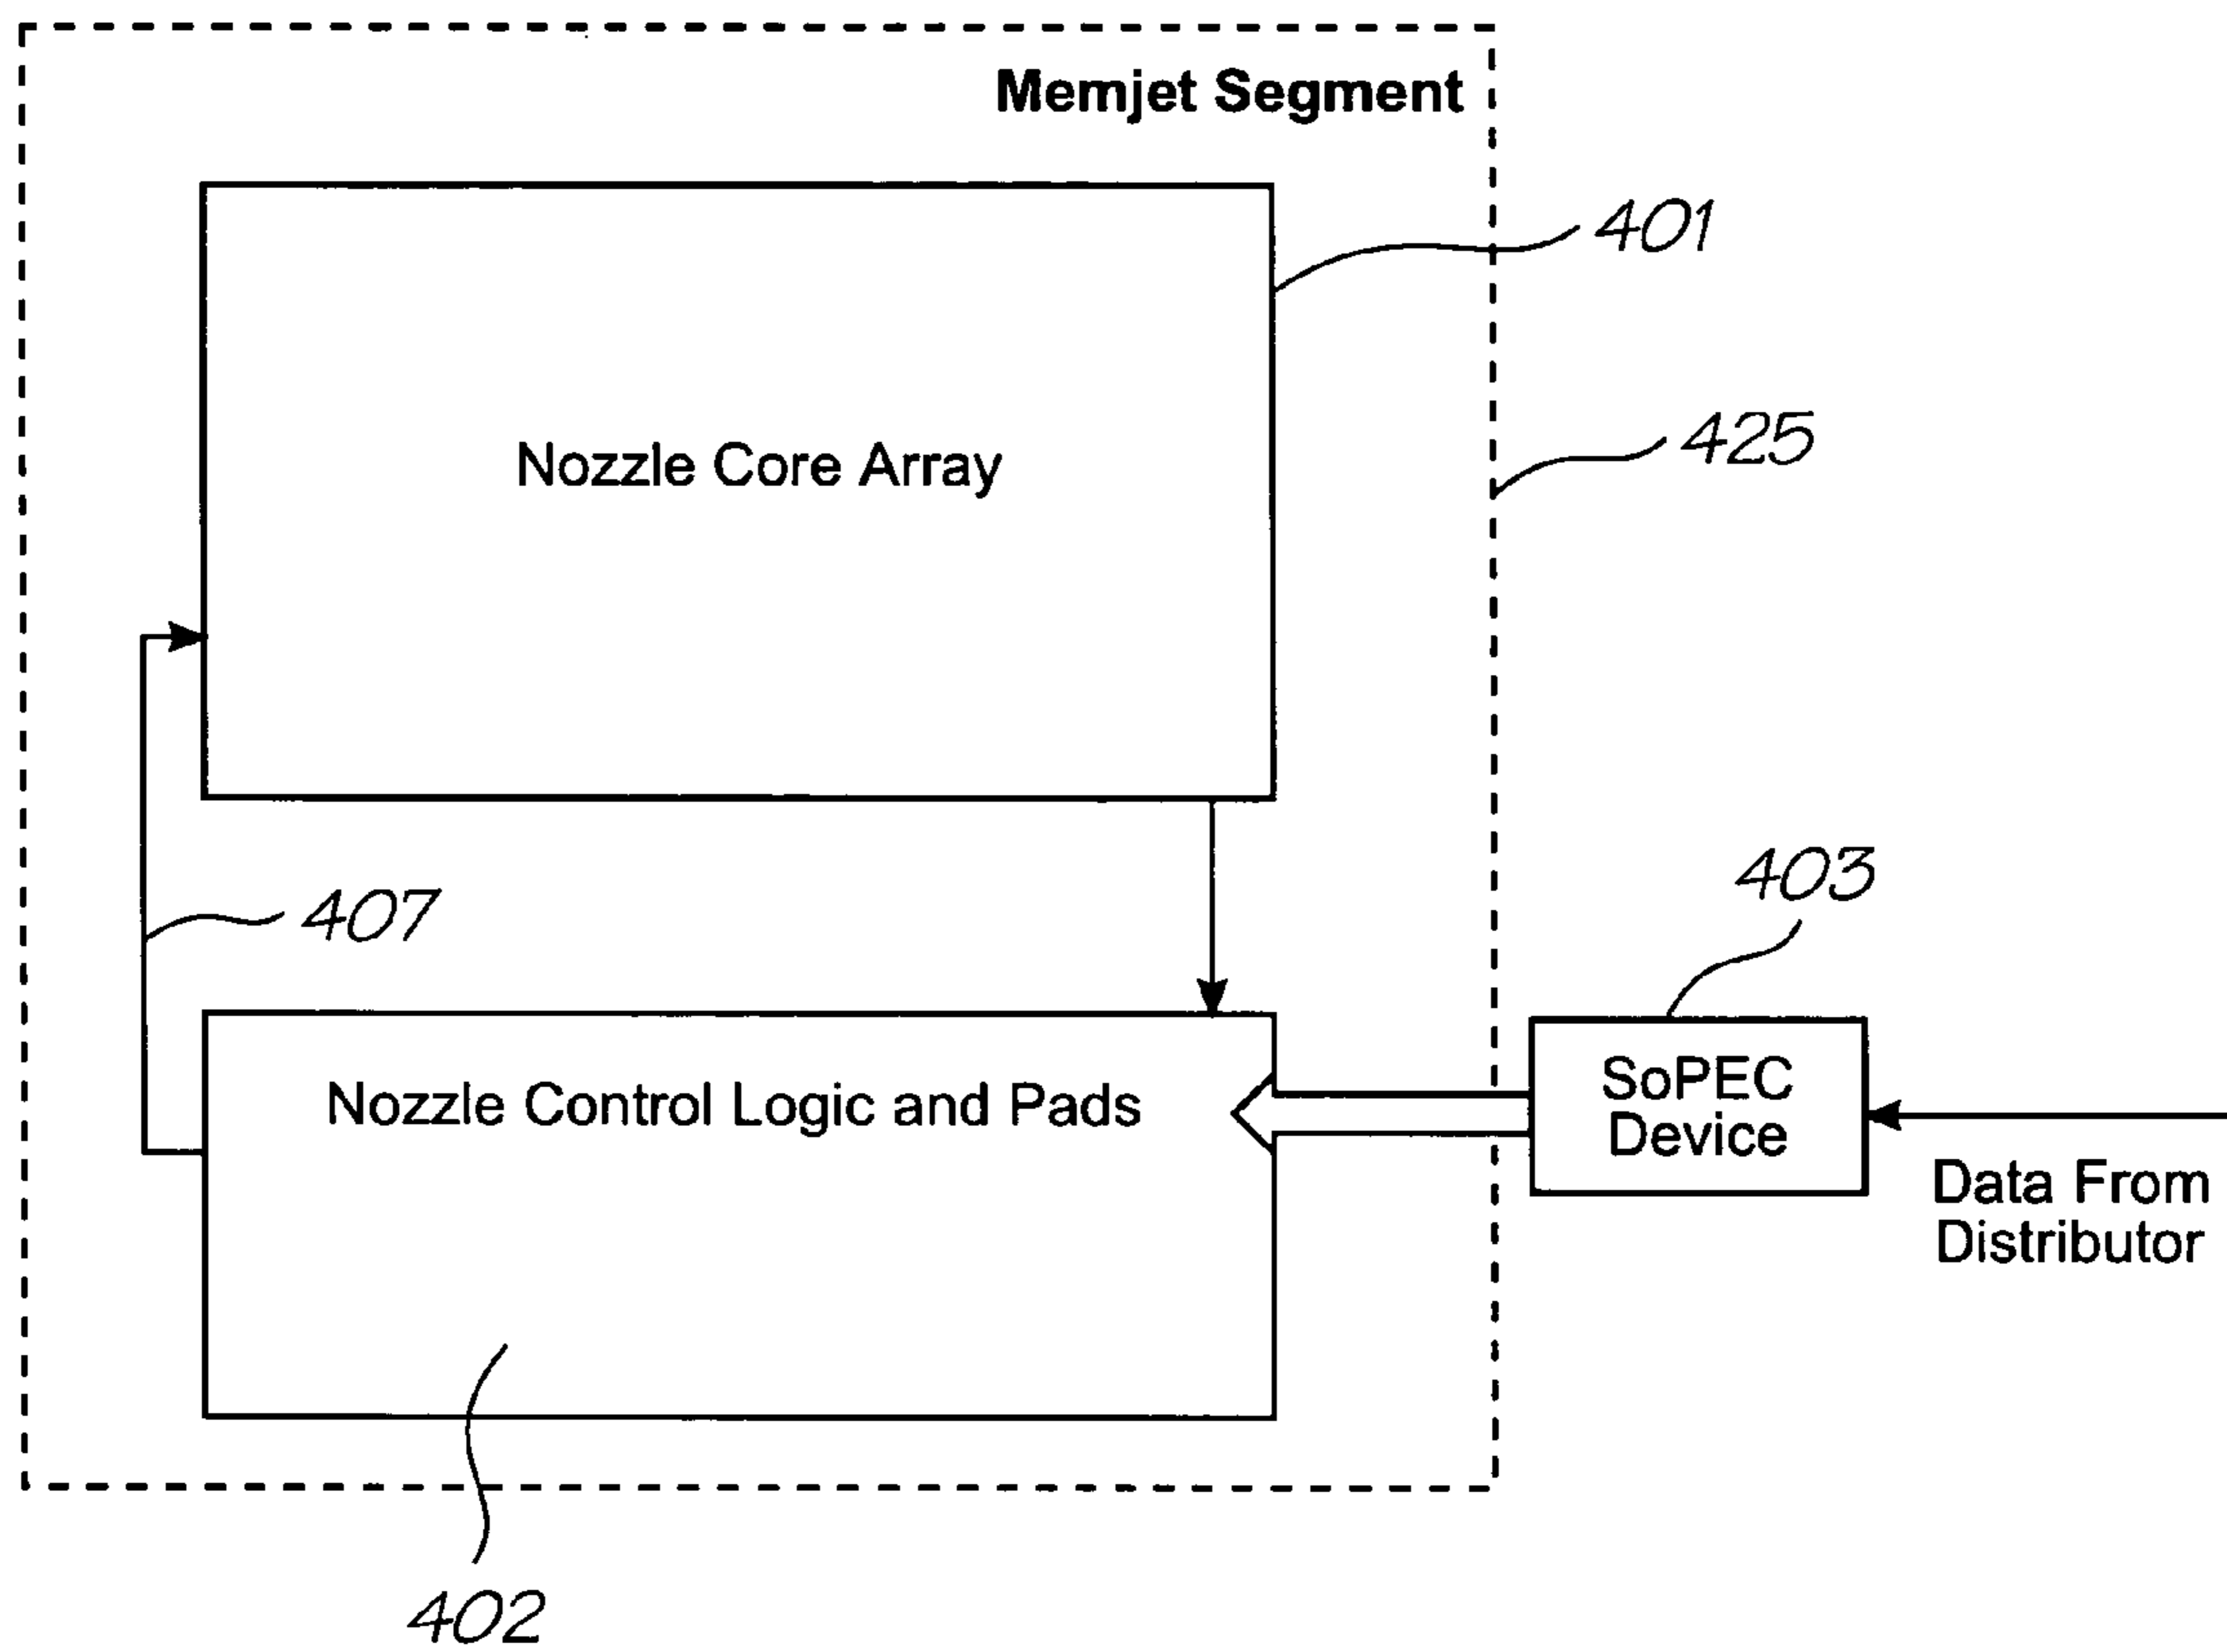 Memjet Segment
401
Nozzle Core Array
425
403
407
SoPEC
Device
Nozzle Control Logic and Pads
Data From
Distributor
402